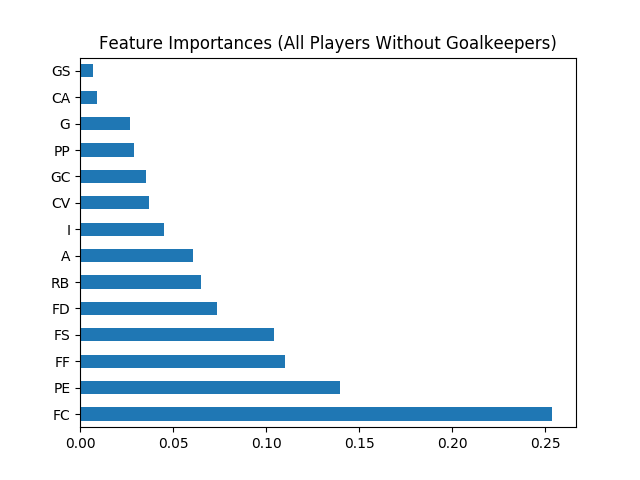 Feature Importances (All Players Without Goalkeepers)
GS
CA
G
PP
GC
CV
I
A
RB
FD
FS
FF
PE
FC
0.00 0.05 0.10 0.15 0.20 0.25